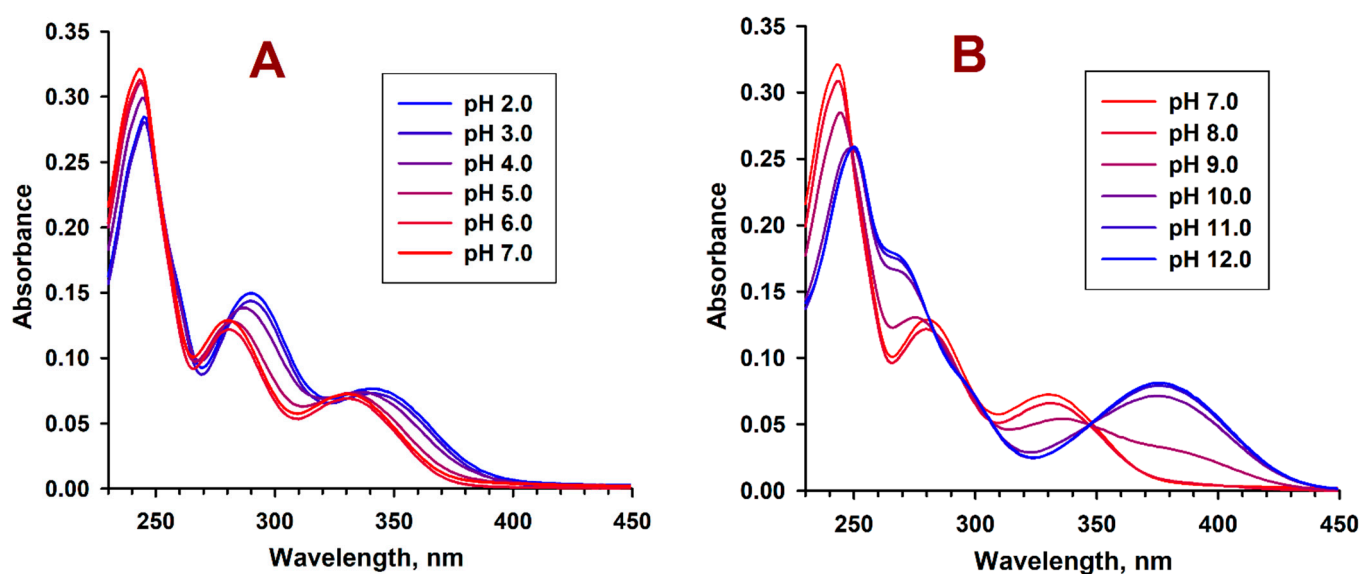 A
0.35
0.30
0.25
0.20
0.15
0.10
0.05
0.00
Absorbance
pH 2.0
pH 3.0
pH 4.0
pH 5.0
pH 6.0
pH 7.0
250
300
350
400
450
Wavelength, nm
B
0.35
0.30
0.25
0.20
0.15
0.10
0.05
0.00
Absorbance
pH 7.0
pH 8.0
pH 9.0
pH 10.0
pH 11.0
pH 12.0
250
300
350
400
450
Wavelength, nm